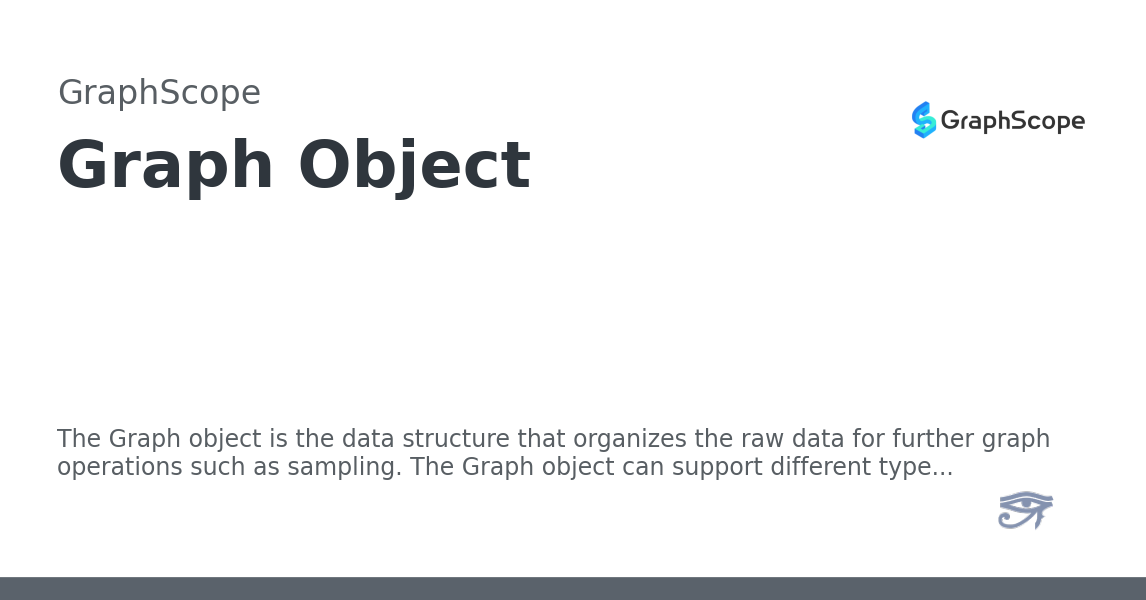 GraphScope
Graph Object
GraphScope
The Graph object is the data structure that organizes the raw data for further graph
operations such as sampling. The Graph object can support different type...